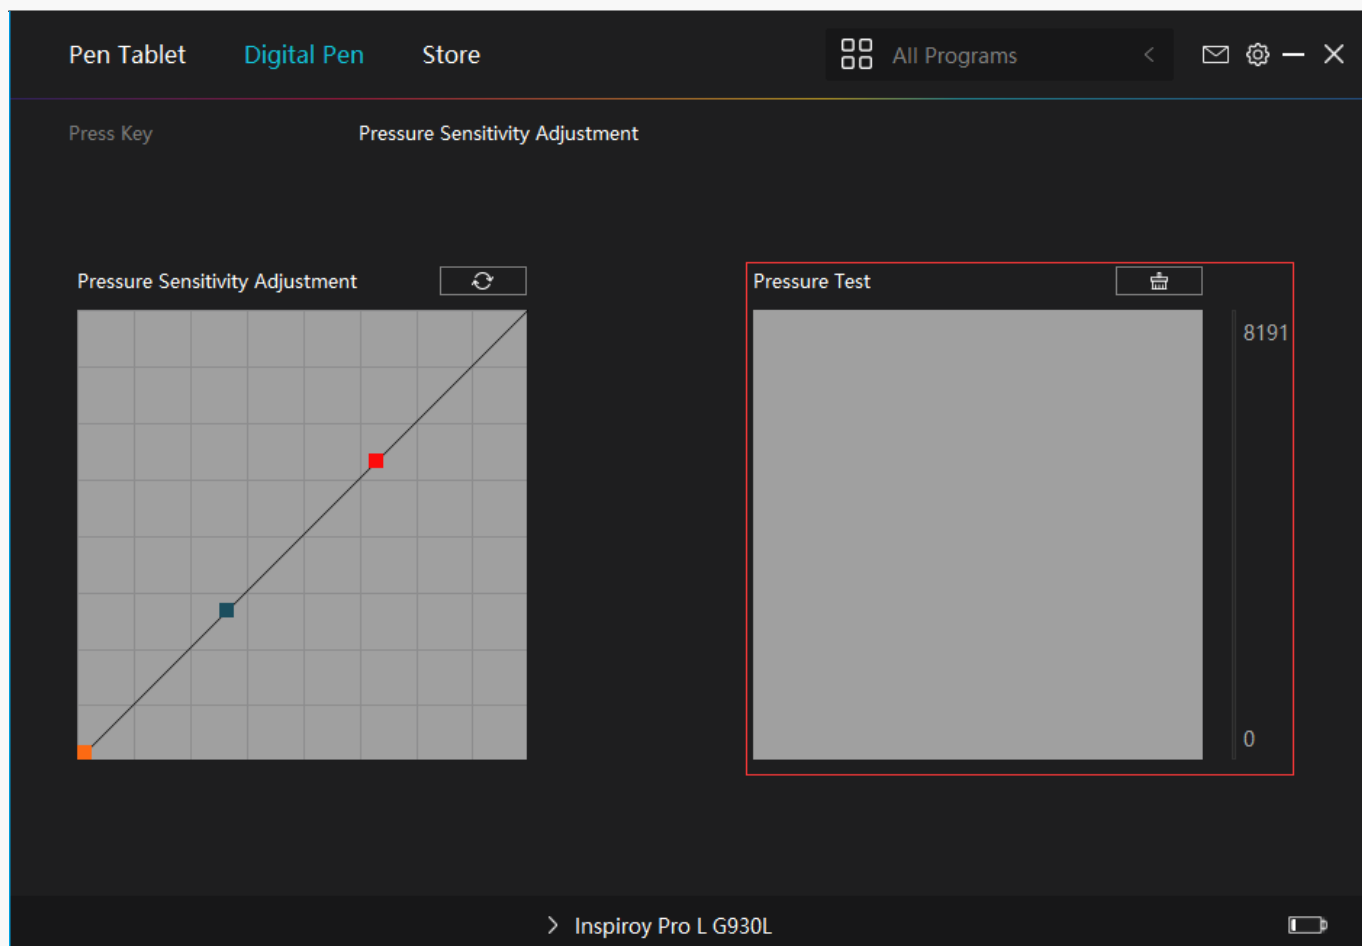 Pen Tablet Digital Pen Store All Programs
Press Key Pressure Sensitivity Adjustment
Pressure Sensitivity Adjustment
Pressure Test
8191
0
Inspiroy Pro L G930L